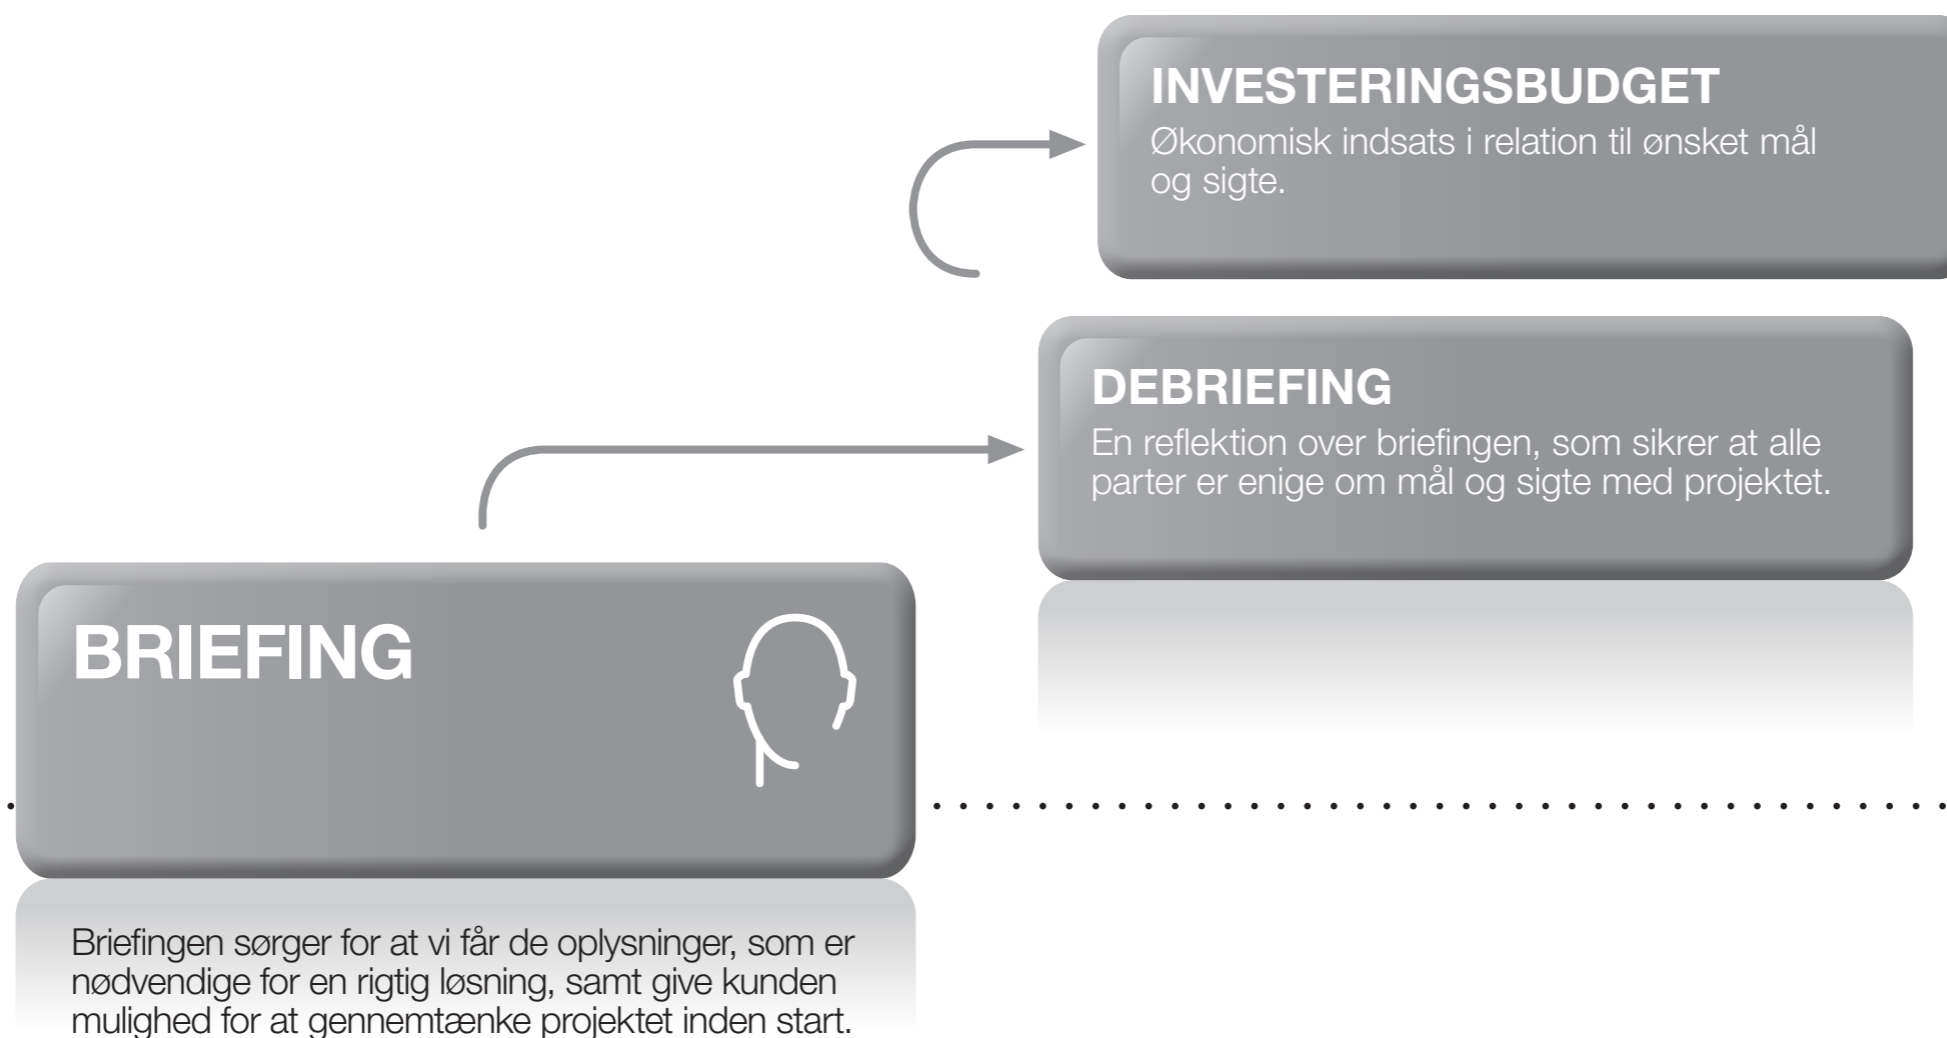 INVESTERINGSBUDGET
Økonomisk indsats i relation til ønsket mål
og sigte.
DEBRIEFING
En reflektion over briefingen, som sikrer at alle
parter er enige om mål og sigte med projektet.
BRIEFING
Briefingen sørger for at vi får de oplysninger, som er
nødvendige for en rigtig løsning, samt give kunden
mulighed for at gennemtænke projektet inden start.